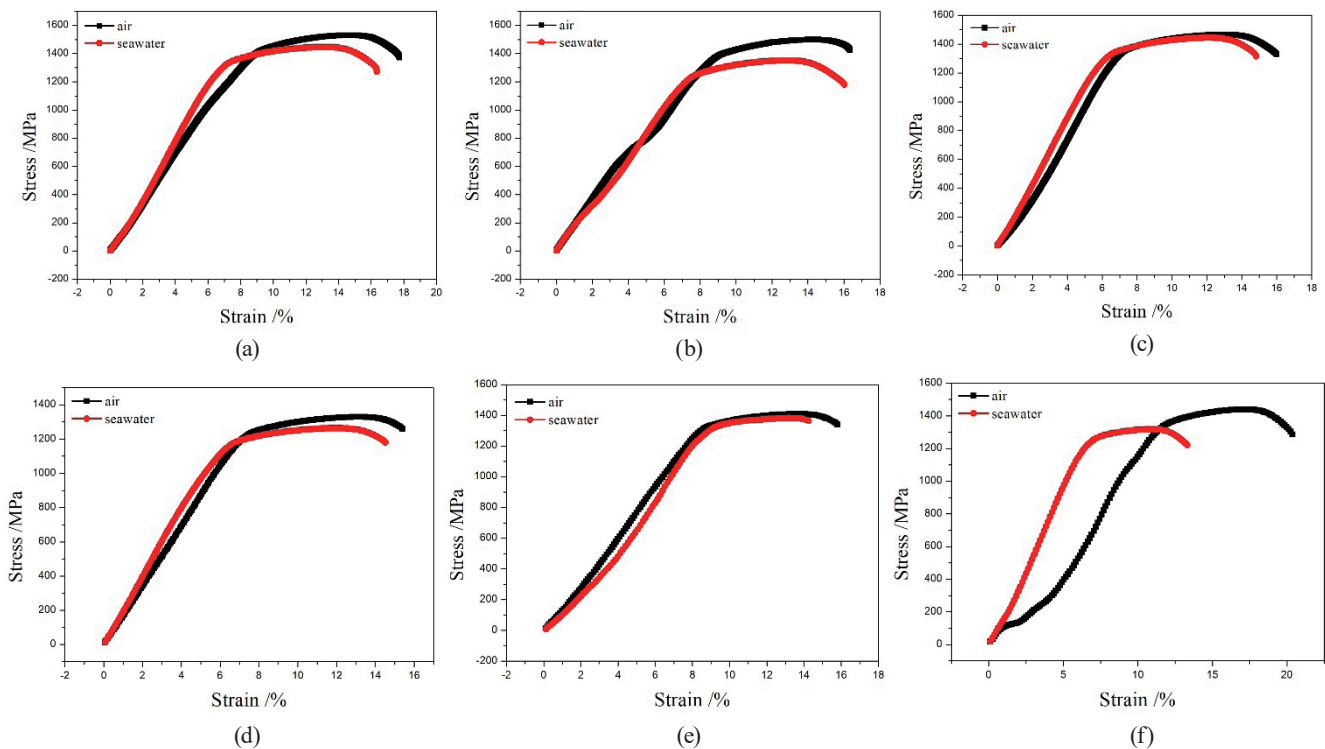 1600
1400
1200
1000
800
600
400
200
0
-200
-2 0 2 4 6 8 10 12 14 16 18 20
Stress /MPa
Strain /%
air
seawater
(a)
1600
1400
1200
1000
800
600
400
200
0
-200
-2 0 2 4 6 8 10 12 14 16 18
Stress /MPa
Strain /%
air
seawater
(b)
1600
1400
1200
1000
800
600
400
200
0
-200
-2 0 2 4 6 8 10 12 14 16 18
Stress /MPa
Strain /%
air
seawater
(c)
1400
1200
1000
800
600
400
200
0
-2 0 2 4 6 8 10 12 14 16
Stress /MPa
Strain /%
air
seawater
(d)
1600
1400
1200
1000
800
600
400
200
0
-200
-2 0 2 4 6 8 10 12 14 16 18
Stress /MPa
Strain /%
air
seawater
(e)
1600
1400
1200
1000
800
600
400
200
0
0 5 10 15 20
Stress /MPa
Strain /%
air
seawater
(f)